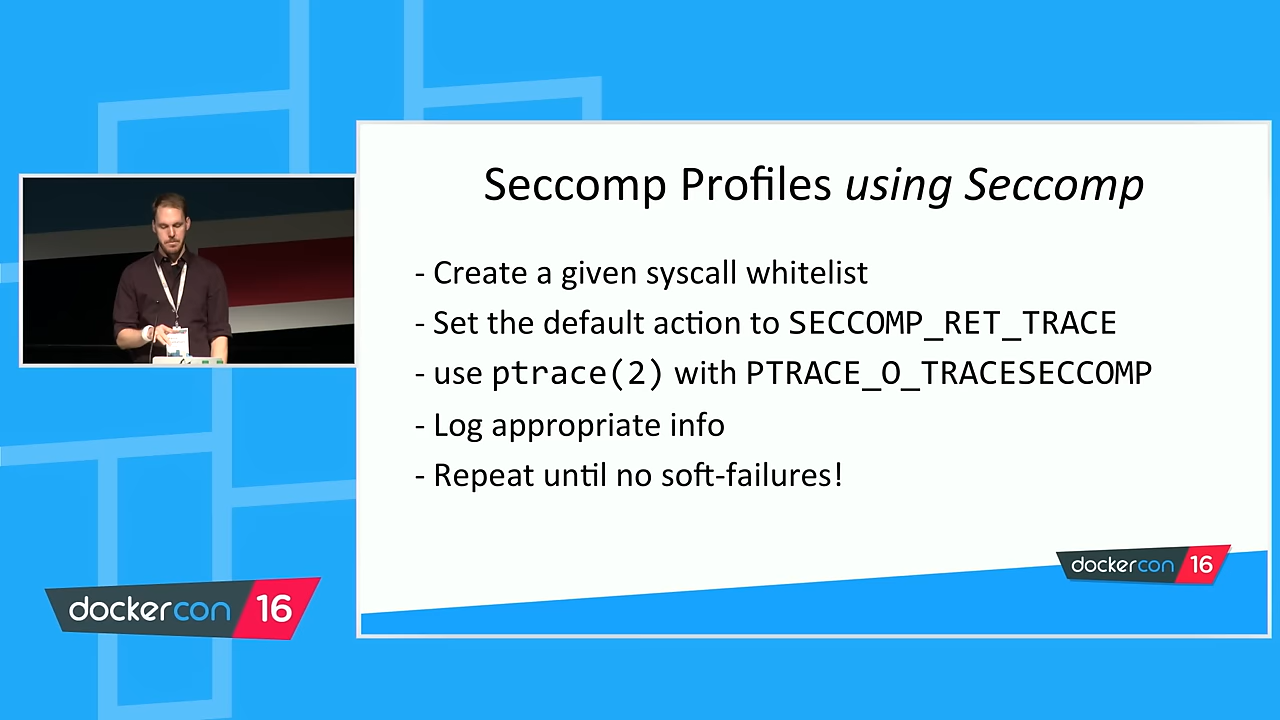 Seccomp Profiles using Seccomp
- Create a given syscall whitelist
- Set the default action to SECCOMP_RET_TRACE
- use ptrace(2) with PTRACE_O_TRACESECCOMP
- Log appropriate info
- Repeat until no soft-failures!
dockercon 16
dockercon 16